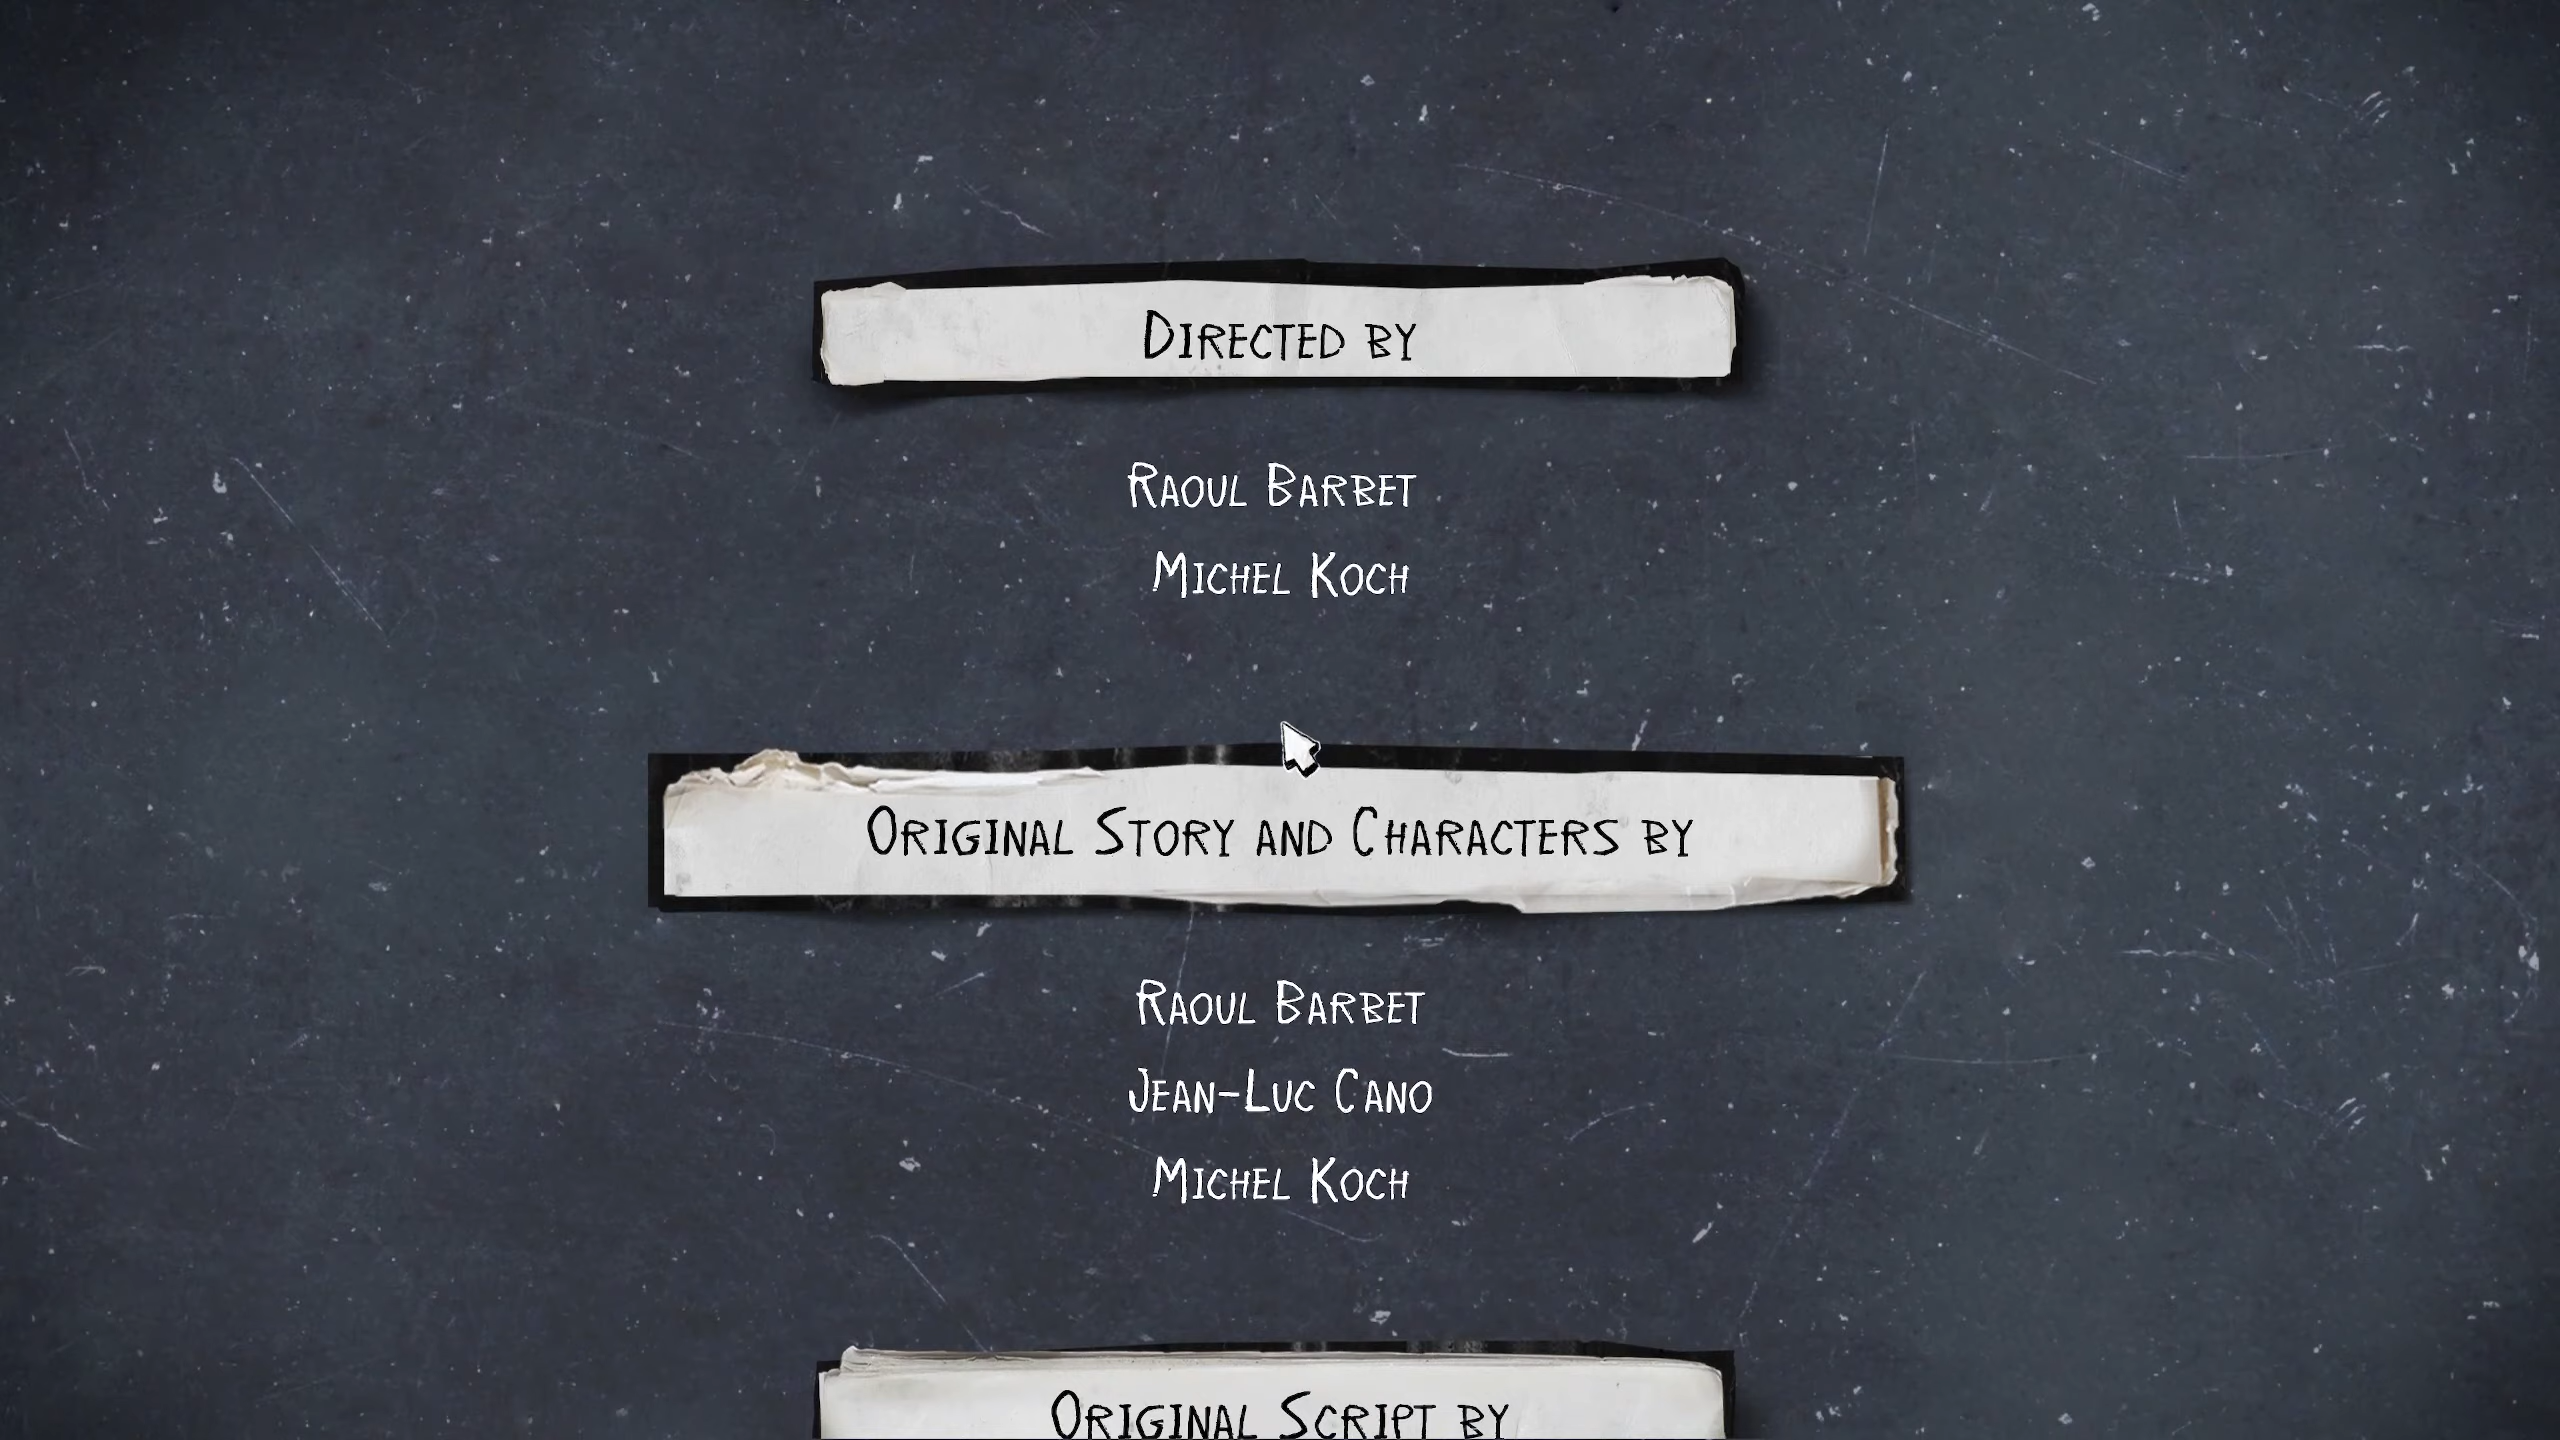 Directed by
Raoul Barbet
Michel Koch
Original Story and Characters by
Raoul Barbet
Jean-Luc Cano
Michel Koch
Original Script by